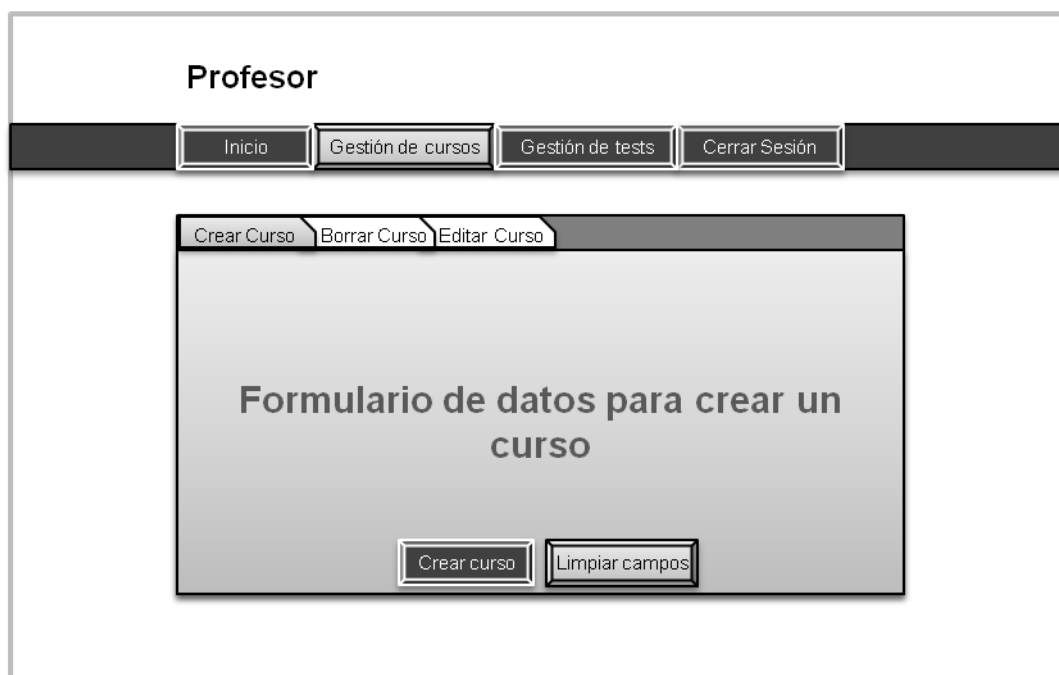 Profesor
Inicio Gestión de cursos Gestión de tests Cerrar Sesión
Crear Curso Borrar Curso Editar Curso
Formulario de datos para crear un
curso
Crear curso Limpiar campos